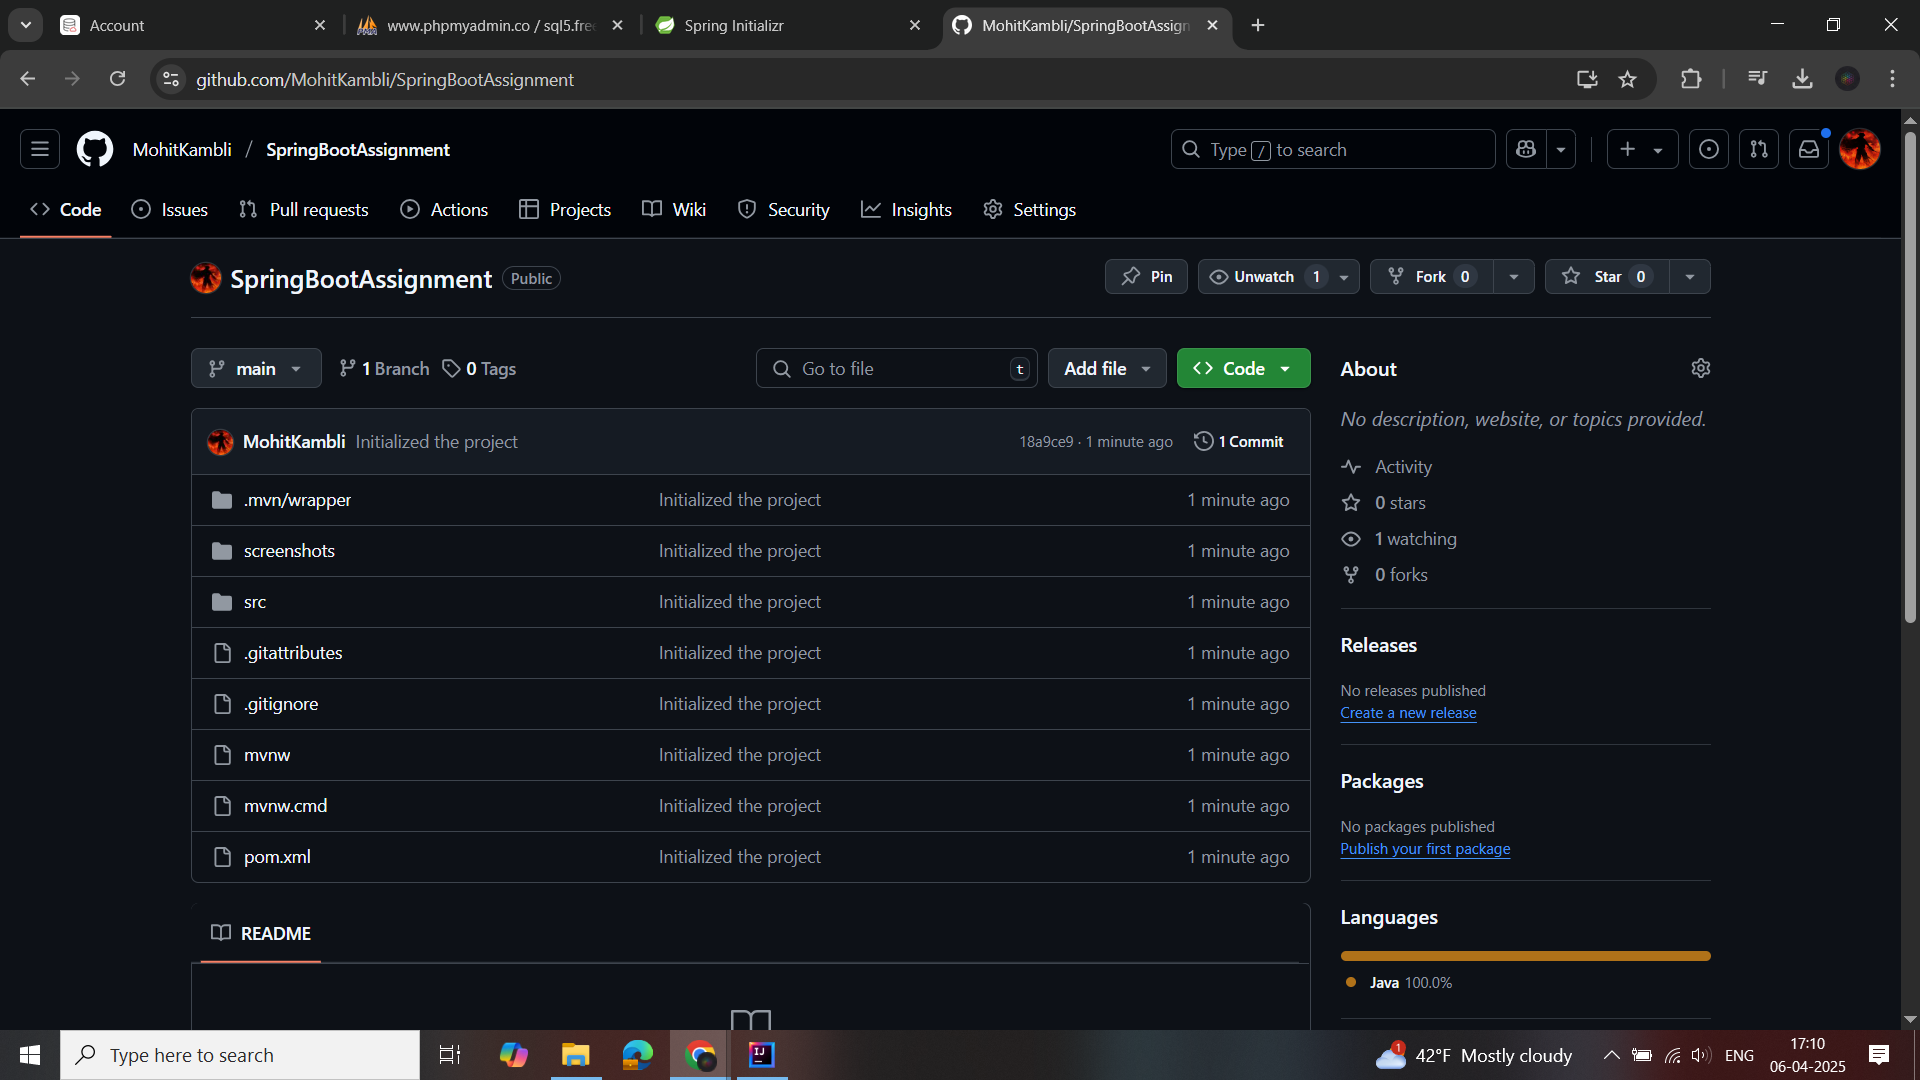 Account
www.phpmyadmin.co / sql5.free
Spring Initializr
MohitKambli/SpringBootAssign
github.com/MohitKambli/SpringBootAssignment
MohitKambli / SpringBootAssignment
Type / to search
Code
Issues
Pull requests
Actions
Projects
Wiki
Security
Insights
Settings
SpringBootAssignment Public
Pin
Unwatch 1
Fork 0
Star 0
main
1 Branch
0 Tags
Go to file t
Add file
Code
MohitKambli Initialized the project 18a9ce9 · 1 minute ago 1 Commit
.mvn/wrapper Initialized the project 1 minute ago
screenshots Initialized the project 1 minute ago
src Initialized the project 1 minute ago
.gitattributes Initialized the project 1 minute ago
.gitignore Initialized the project 1 minute ago
mvnw Initialized the project 1 minute ago
mvnw.cmd Initialized the project 1 minute ago
pom.xml Initialized the project 1 minute ago
README
About
No description, website, or topics provided.
Activity
0 stars
1 watching
0 forks
Releases
No releases published
Create a new release
Packages
No packages published
Publish your first package
Languages
Java 100.0%
Type here to search
IJ
1
42°F Mostly cloudy
ENG
17:10
06-04-2025